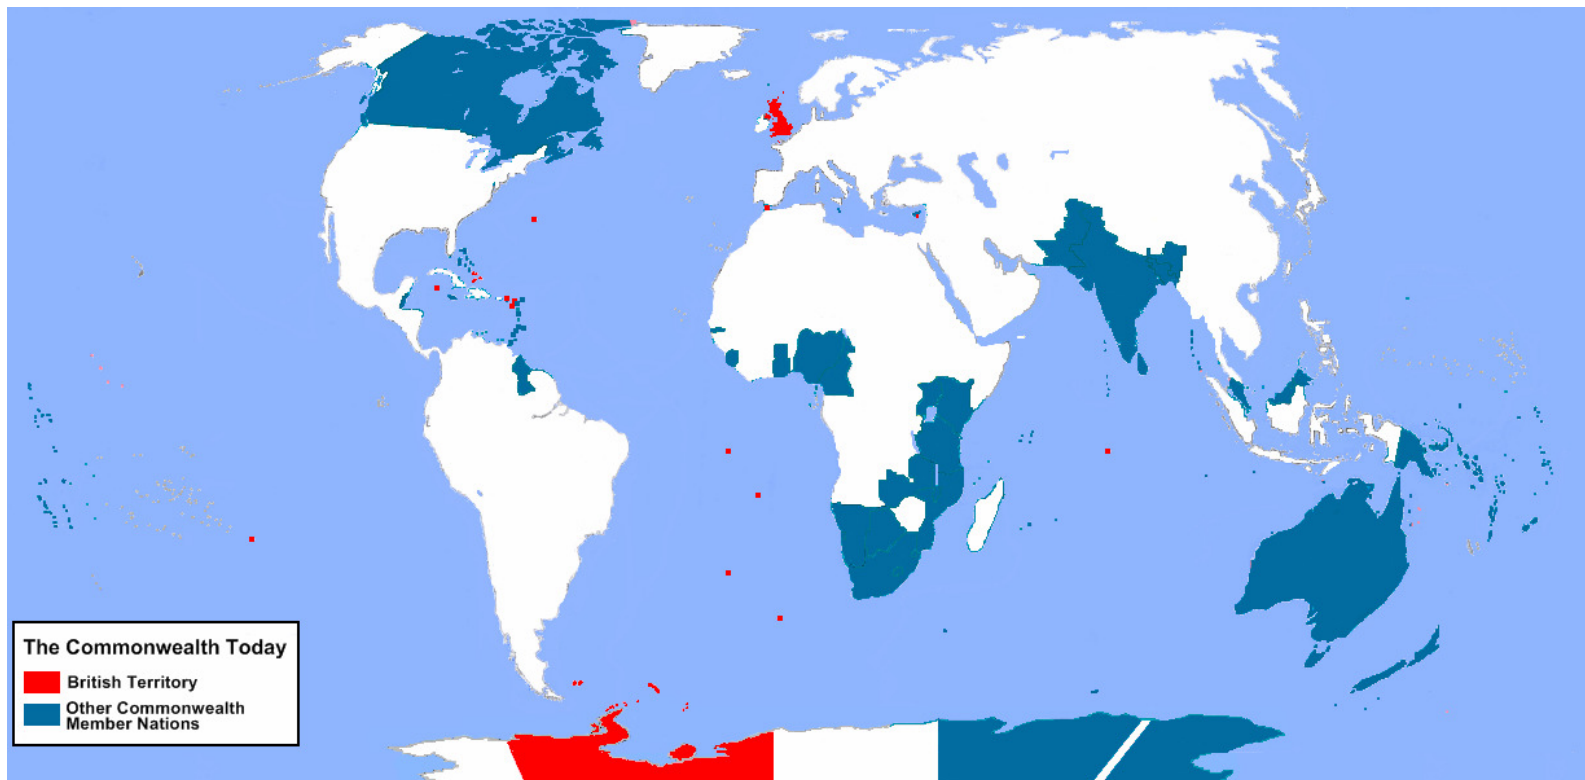 The Commonwealth Today
British Territory
Other Commonwealth
Member Nations